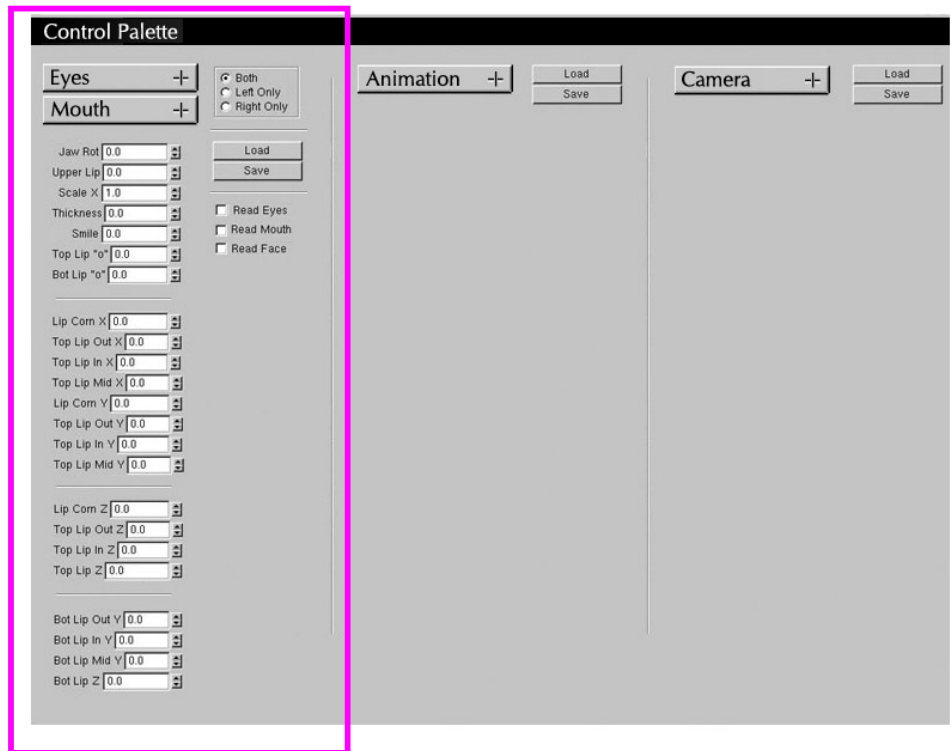 Control Palette
Eyes
Mouth
Both
Left Only
Right Only
Jaw Rot 0.0
Upper Lip 0.0
Scale X 1.0
Thickness 0.0
Smile 0.0
Top Lip "o" 0.0
Bot Lip "o" 0.0
Lip Corn X 0.0
Top Lip Out X 0.0
Top Lip In X 0.0
Top Lip Mid X 0.0
Lip Corn Y 0.0
Top Lip Out Y 0.0
Top Lip In Y 0.0
Top Lip Mid Y 0.0
Lip Corn Z 0.0
Top Lip Out Z 0.0
Top Lip In Z 0.0
Top Lip Z 0.0
Bot Lip Out Y 0.0
Bot Lip In Y 0.0
Bot Lip Mid Y 0.0
Bot Lip Z 0.0
Load
Save
Read Eyes
Read Mouth
Read Face
Animation
Load
Save
Camera
Load
Save